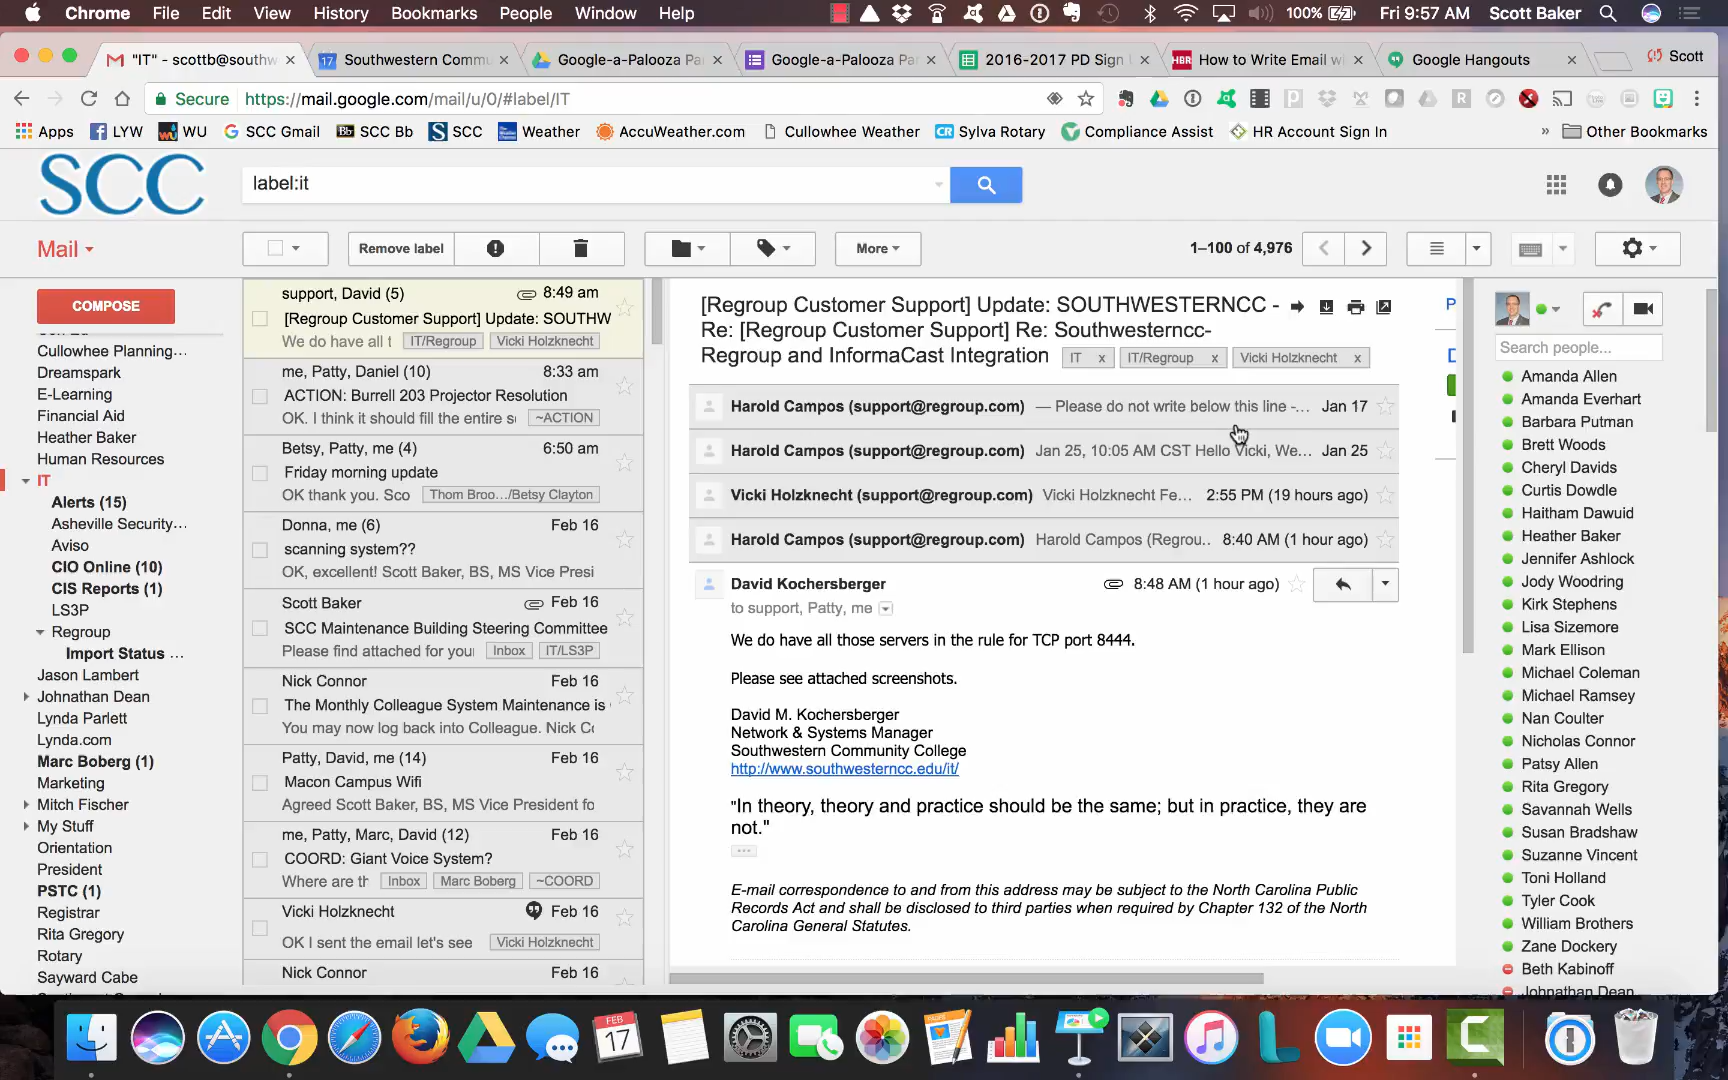 Chrome File Edit View History Bookmarks People Window Help 100% Fri 9:57 AM Scott Baker
"IT" - scottb@southw × 17 Southwestern Commu × Google-a-Palooza Pa × Google-a-Palooza Par × 2016-2017 PD Sign × HBR How to Write Email w × Google Hangouts × Scott
Secure https://mail.google.com/mail/u/0/#label/IT
Apps LYW WU SCC Gmail Bb SCC Bb SCC Weather AccuWeather.com Cullowhee Weather CR Sylva Rotary Compliance Assist HR Account Sign In » Other Bookmarks
SCC
label:it
Mail
Remove label
More
1–100 of 4,976
COMPOSE
Cullowhee Planning...
Dreampark
E-Learning
Financial Aid
Heather Baker
Human Resources
IT
Alerts (15)
Asheville Security...
Aviso
CIO Online (10)
CIS Reports (1)
LS3P
Regroup
Import Status ...
Jason Lambert
Johnathan Dean
Lynda Parlett
Lynda.com
Marc Boberg (1)
Marketing
Mitch Fischer
My Stuff
Orientation
President
PSTC (1)
Registrar
Rita Gregory
Rotary
Sayward Cabe
support, David (5) 8:49 am
[Regroup Customer Support] Update: SOUTHW
We do have all t IT/Regroup Vicki Holzknecht
me, Patty, Daniel (10) 8:33 am
ACTION: Burrell 203 Projector Resolution
OK. I think it should fill the entire s ~ACTION
Betsy, Patty, me (4) 6:50 am
Friday morning update
OK thank you. Sco Thom Broo.../Betsy Clayton
Donna, me (6) Feb 16
scanning system??
OK, excellent! Scott Baker, BS, MS Vice Presi
Scott Baker Feb 16
SCC Maintenance Building Steering Committee
Please find attached for your Inbox IT/LS3P
Nick Connor Feb 16
The Monthly Colleague System Maintenance is
You may now log back into Colleague. Nick Cc
Patty, David, me (14) Feb 16
Macon Campus Wifi
Agreed Scott Baker, BS, MS Vice President fo
me, Patty, Marc, David (12) Feb 16
COORD: Giant Voice System?
Where are th Inbox Marc Boberg ~COORD
Vicki Holzknecht Feb 16
OK I sent the email let's see Vicki Holzknecht
Nick Connor Feb 16
[Regroup Customer Support] Update: SOUTHWESTERNCC -
Re: [Regroup Customer Support] Re: Southwesterncc-
Regroup and InformaCast Integration IT x IT/Regroup x Vicki Holzknecht x
Harold Campos (support@regroup.com) — Please do not write below this line -... Jan 17
Harold Campos (support@regroup.com) Jan 25, 10:05 AM CST Hello Vicki, We... Jan 25
Vicki Holzknecht (support@regroup.com) Vicki Holzknecht Fe... 2:55 PM (19 hours ago)
Harold Campos (support@regroup.com) Harold Campos (Regrou.. 8:40 AM (1 hour ago)
David Kochersberger 8:48 AM (1 hour ago)
to support, Patty, me
We do have all those servers in the rule for TCP port 8444.
Please see attached screenshots.
David M. Kochersberger
Network & Systems Manager
Southwestern Community College
http://www.southwesterncc.edu/it/
"In theory, theory and practice should be the same; but in practice, they are
not."
E-mail correspondence to and from this address may be subject to the North Carolina Public
Records Act and shall be disclosed to third parties when required by Chapter 132 of the North
Carolina General Statutes.
Search people...
Amanda Allen
Amanda Everhart
Barbara Putman
Brett Woods
Cheryl Davids
Curtis Dowdle
Haitham Dawuid
Heather Baker
Jennifer Ashlock
Jody Woodring
Kirk Stephens
Lisa Sizemore
Mark Ellison
Michael Coleman
Michael Ramsey
Nan Coulter
Nicholas Connor
Patsy Allen
Rita Gregory
Savannah Wells
Susan Bradshaw
Suzanne Vincent
Toni Holland
Tyler Cook
William Brothers
Zane Dockery
Beth Kabinoff
Johnathan Dean
FEB
17